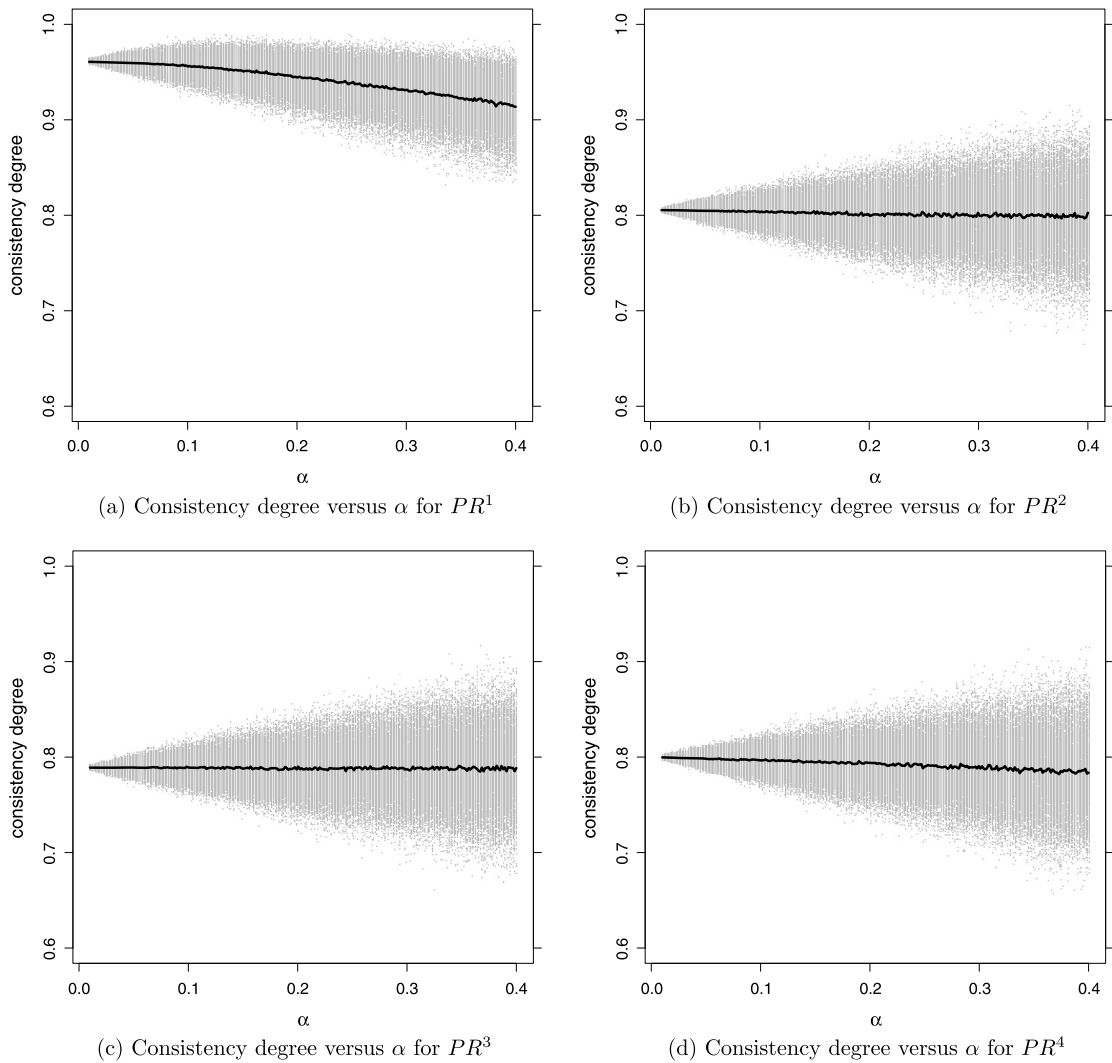 consistency degree
1.0
0.9
0.8
0.7
0.6
0.0 0.1 0.2 0.3 0.4
α
(a) Consistency degree versus α for PR¹
consistency degree
1.0
0.9
0.8
0.7
0.6
0.0 0.1 0.2 0.3 0.4
α
(b) Consistency degree versus α for PR²
consistency degree
1.0
0.9
0.8
0.7
0.6
0.0 0.1 0.2 0.3 0.4
α
(c) Consistency degree versus α for PR³
consistency degree
1.0
0.9
0.8
0.7
0.6
0.0 0.1 0.2 0.3 0.4
α
(d) Consistency degree versus α for PR⁴